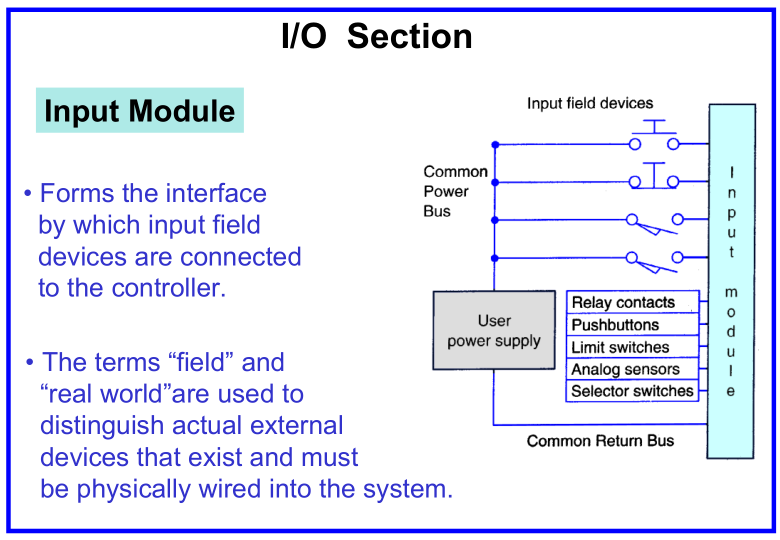 I/O Section
Input Module
• Forms the interface
by which input field
devices are connected
to the controller.
• The terms “field” and
“real world”are used to
distinguish actual external
devices that exist and must
be physically wired into the system.
Input field devices
Common
Power
Bus
User
power supply
Relay contacts
Pushbuttons
Limit switches
Analog sensors
Selector switches
Common Return Bus
Input module